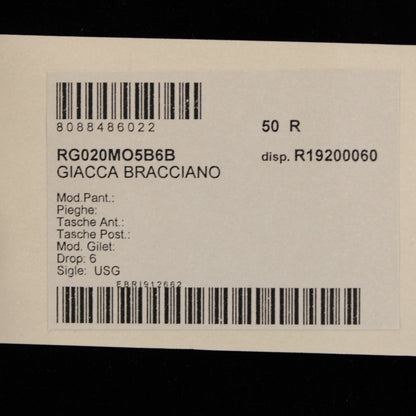 8088486022
50 R
RG020MO5B6B
disp. R19200060
GIACCA BRACCIANO
Mod.Pant.:
Pieghe:
Tasche Ant.:
Tasche Post.:
Mod. Gilet:
Drop: 6
Sigle: USG
EBRI912662